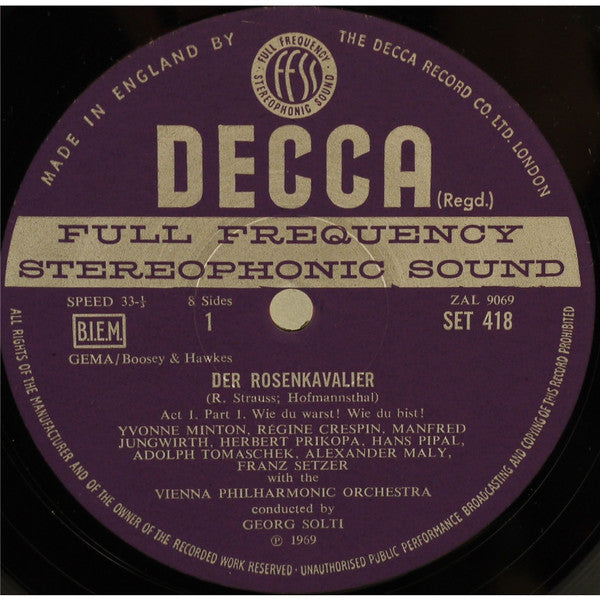 MADE IN ENGLAND BY
THE DECCA RECORD CO. LTD. LONDON
FULL FREQUENCY
ffss
STEREOPHONIC SOUND
DECCA
(Regd.)
FULL FREQUENCY
STEREOPHONIC SOUND
SPEED 33-⅓ 8 Sides ZAL 9069
B.I.E.M. 1 SET 418
GEMA/Boosey & Hawkes
DER ROSENKAVALIER
(R. Strauss; Hofmannsthal)
Act 1. Part 1. Wie du warst! Wie du bist!
YVONNE MINTON, RÉGINE CRESPIN, MANFRED
JUNGWIRTH, HERBERT PRIKOPA, HANS PIPAL,
ADOLPH TOMASCHEK, ALEXANDER MALY,
FRANZ SETZER
with the
VIENNA PHILHARMONIC ORCHESTRA
conducted by
GEORG SOLTI
℗ 1969
ALL RIGHTS OF THE MANUFACTURER AND OF THE OWNER OF THE RECORDED WORK RESERVED · UNAUTHORISED PUBLIC PERFORMANCE, BROADCASTING AND COPYING OF THIS RECORD PROHIBITED